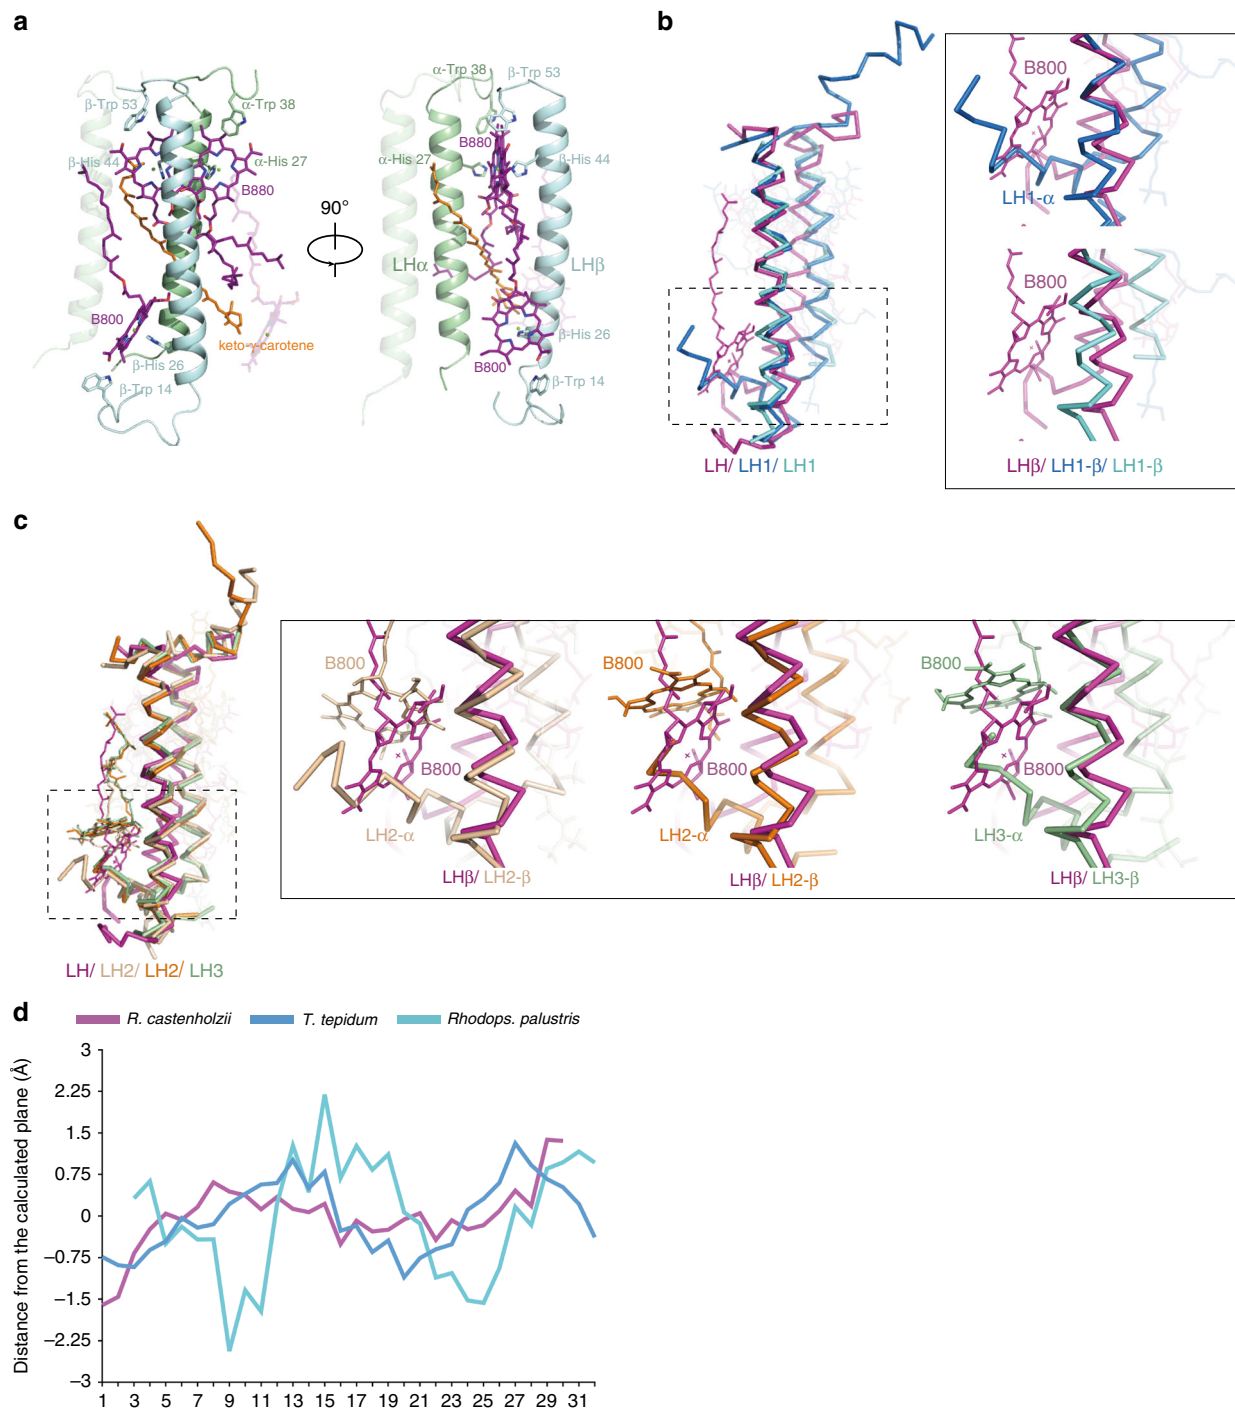 a
β-Trp 53
α-Trp 38
β-His 44
α-His 27
B880
B800
keto-γ-carotene
β-His 26
β-Trp 14
90°
α-Trp 38
β-Trp 53
B880
α-His 27
β-His 44
LHα
LHβ
β-His 26
B800
β-Trp 14
b
LH/ LH1/ LH1
B800
LH1-α
B800
LHβ/ LH1-β/ LH1-β
c
LH/ LH2/ LH2/ LH3
B800
B800
LH2-α
LHβ/ LH2-β
B800
B800
LH2-α
LHβ/ LH2-β
B800
B800
LH3-α
LHβ/ LH3-β
d
R. castenholzii
T. tepidum
Rhodops. palustris
Distance from the calculated plane (Å)
3
2.25
1.5
0.75
0
−0.75
−1.5
−2.25
−3
1 3 5 7 9 11 13 15 17 19 21 23 25 27 29 31